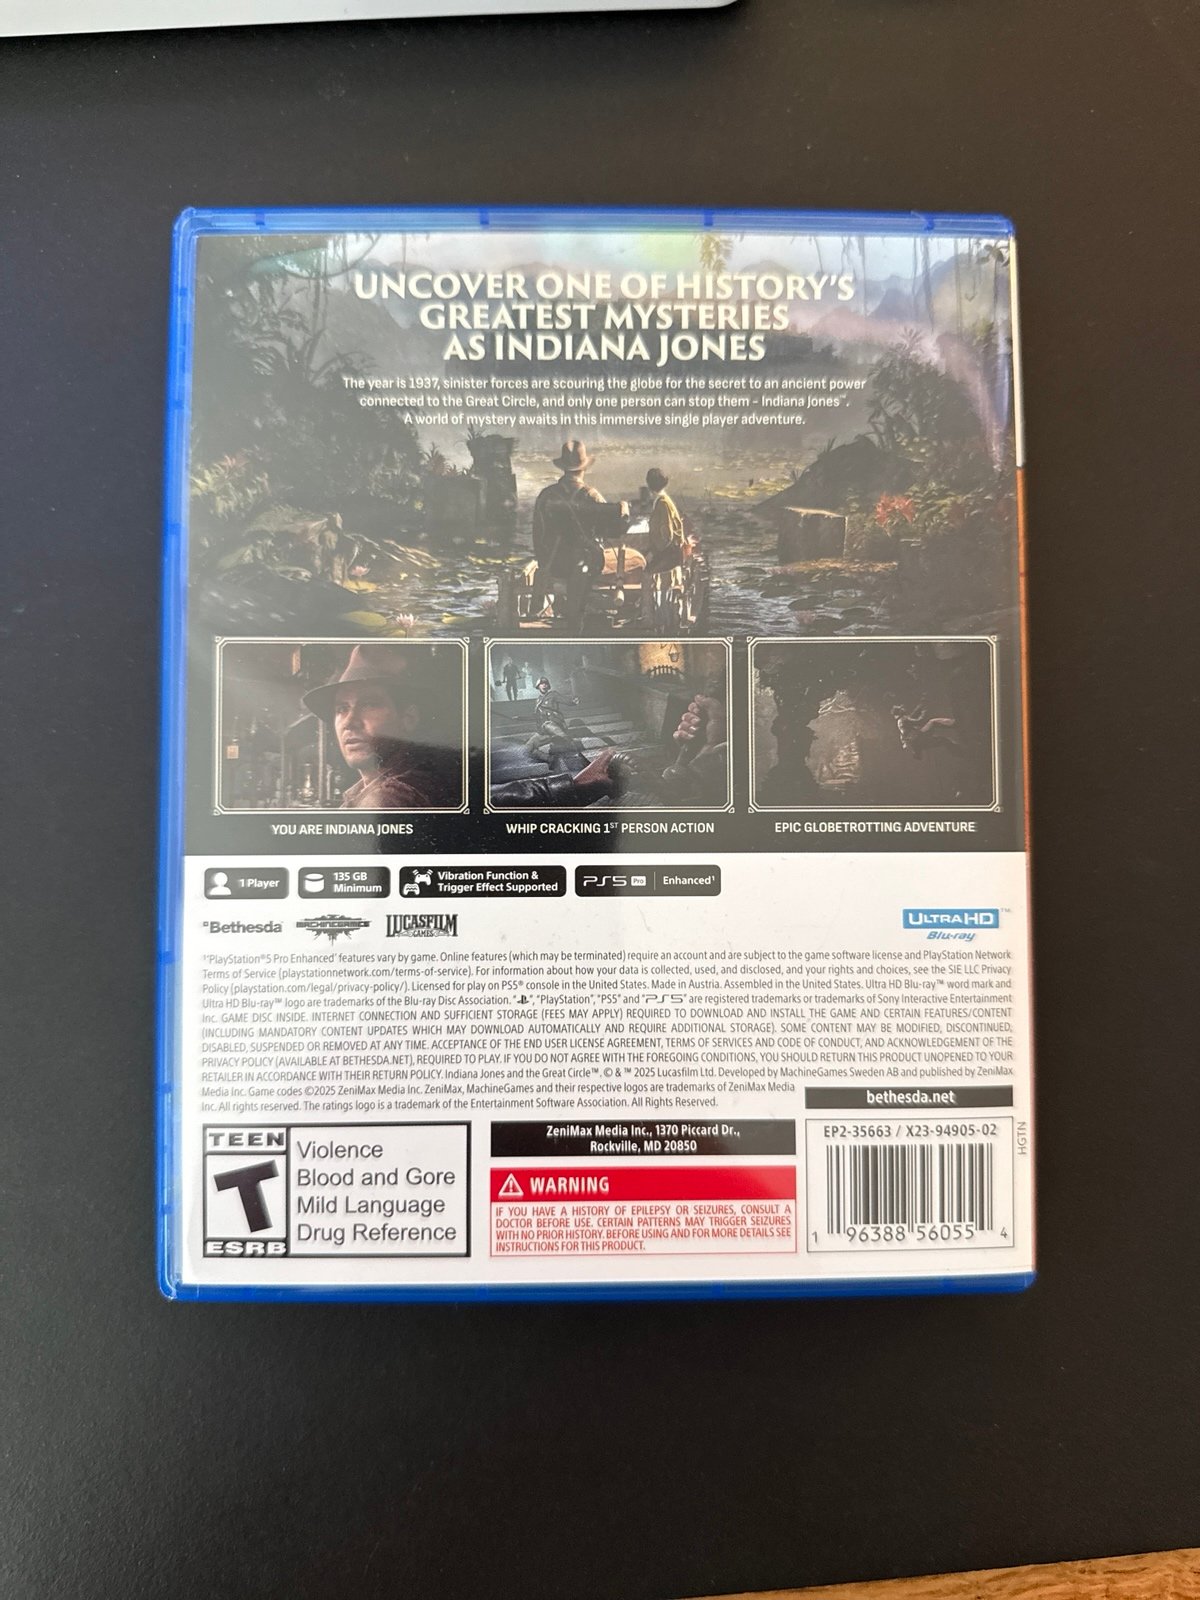 UNCOVER ONE OF HISTORY'S
GREATEST MYSTERIES
AS INDIANA JONES
The year is 1937, sinister forces are scouring the globe for the secret to an ancient power
connected to the Great Circle, and only one person can stop them – Indiana Jones™.
A world of mystery awaits in this immersive single player adventure.
YOU ARE INDIANA JONES
WHIP CRACKING 1ST PERSON ACTION
EPIC GLOBETROTTING ADVENTURE
1 Player
135 GB
Minimum
Vibration Function &
Trigger Effect Supported
PS5 Pro Enhanced¹
Bethesda
MACHINEGAMES
LUCASFILM
GAMES
ULTRA HD™
Blu-ray
¹'PlayStation®5 Pro Enhanced' features vary by game. Online features (which may be terminated) require an account and are subject to the game software license and PlayStation Network
Terms of Service (playstationnetwork.com/terms-of-service). For information about how your data is collected, used, and disclosed, and your rights and choices, see the SIE LLC Privacy
Policy (playstation.com/legal/privacy-policy/). Licensed for play on PS5® console in the United States. Made in Austria. Assembled in the United States. Ultra HD Blu-ray™ word mark and
Ultra HD Blu-ray™ logo are trademarks of the Blu-ray Disc Association. "PS", "PlayStation", "PS5" and "PS5" are registered trademarks or trademarks of Sony Interactive Entertainment
Inc. GAME DISC INSIDE. INTERNET CONNECTION AND SUFFICIENT STORAGE (FEES MAY APPLY) REQUIRED TO DOWNLOAD AND INSTALL THE GAME AND CERTAIN FEATURES/CONTENT
(INCLUDING MANDATORY CONTENT UPDATES WHICH MAY DOWNLOAD AUTOMATICALLY AND REQUIRE ADDITIONAL STORAGE). SOME CONTENT MAY BE MODIFIED, DISCONTINUED,
DISABLED, SUSPENDED OR REMOVED AT ANY TIME. ACCEPTANCE OF THE END USER LICENSE AGREEMENT, TERMS OF SERVICES AND CODE OF CONDUCT, AND ACKNOWLEDGEMENT OF THE
PRIVACY POLICY (AVAILABLE AT BETHESDA.NET), REQUIRED TO PLAY. IF YOU DO NOT AGREE WITH THE FOREGOING CONDITIONS, YOU SHOULD RETURN THIS PRODUCT UNOPENED TO YOUR
RETAILER IN ACCORDANCE WITH THEIR RETURN POLICY. Indiana Jones and the Great Circle™. © & ™ 2025 Lucasfilm Ltd. Developed by MachineGames Sweden AB and published by ZeniMax
Media Inc. Game codes ©2025 ZeniMax Media Inc. ZeniMax, MachineGames and their respective logos are trademarks of ZeniMax Media
Inc. All rights reserved. The ratings logo is a trademark of the Entertainment Software Association. All Rights Reserved.
bethesda.net
TEEN
T
ESRB
Violence
Blood and Gore
Mild Language
Drug Reference
ZeniMax Media Inc., 1370 Piccard Dr.,
Rockville, MD 20850
WARNING
IF YOU HAVE A HISTORY OF EPILEPSY OR SEIZURES, CONSULT A
DOCTOR BEFORE USE. CERTAIN PATTERNS MAY TRIGGER SEIZURES
WITH NO PRIOR HISTORY. BEFORE USING AND FOR MORE DETAILS SEE
INSTRUCTIONS FOR THIS PRODUCT.
EP2-35663 / X23-94905-02
1 96388 56055 4
HGTN